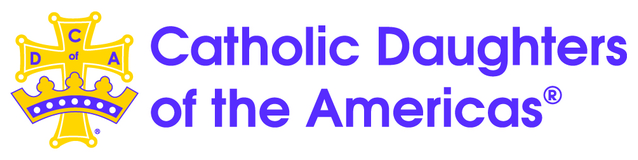 C
D of A
®
Catholic Daughters
of the Americas®